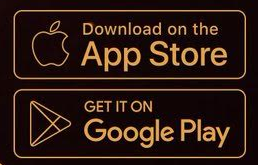 Download on the
App Store
GET IT ON
Google Play